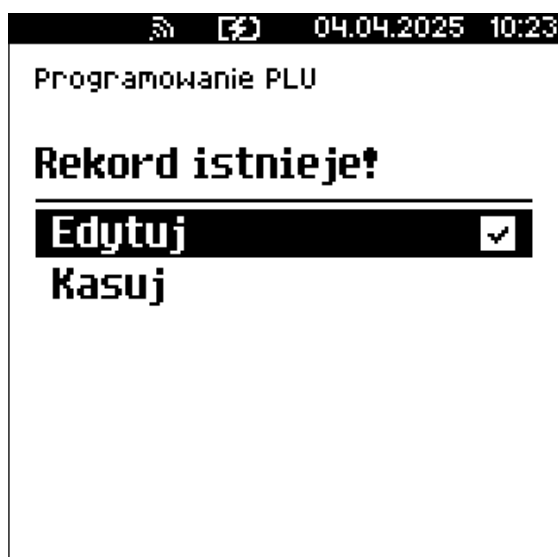 04.04.2025 10:23
Programowanie PLU
Rekord istnieje!
Edytuj
Kasuj